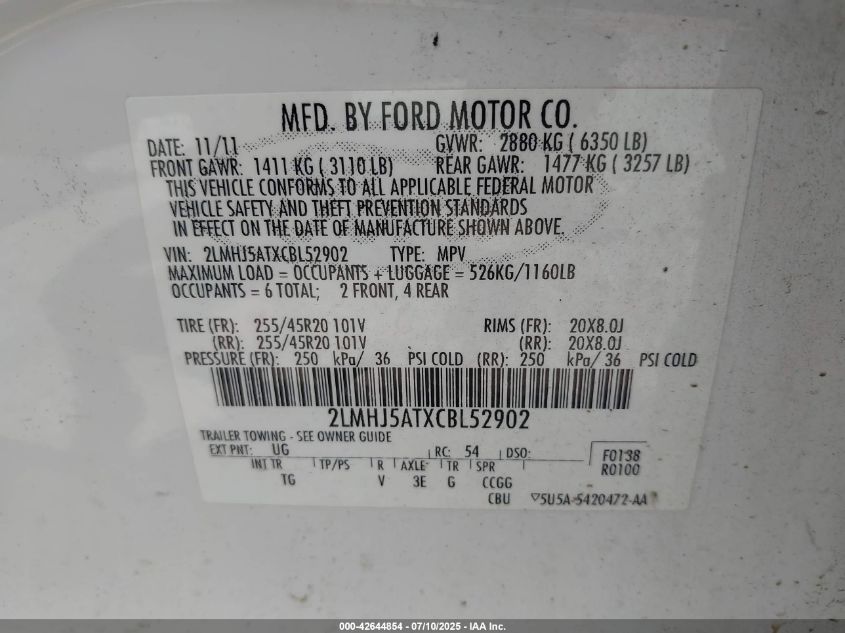 MFD. BY FORD MOTOR CO.
DATE: 11/11 GVWR: 2880 KG ( 6350 LB)
FRONT GAWR: 1411 KG ( 3110 LB) REAR GAWR: 1477 KG ( 3257 LB)
THIS VEHICLE CONFORMS TO ALL APPLICABLE FEDERAL MOTOR
VEHICLE SAFETY AND THEFT PREVENTION STANDARDS
IN EFFECT ON THE DATE OF MANUFACTURE SHOWN ABOVE.
VIN: 2LMHJ5ATXCBL52902 TYPE: MPV
MAXIMUM LOAD = OCCUPANTS + LUGGAGE = 526KG/1160LB
OCCUPANTS = 6 TOTAL; 2 FRONT, 4 REAR
TIRE (FR): 255/45R20 101V RIMS (FR): 20X8.0J
(RR): 255/45R20 101V (RR): 20X8.0J
PRESSURE (FR): 250 kPa/ 36 PSI COLD (RR): 250 kPa/ 36 PSI COLD
2LMHJ5ATXCBL52902
TRAILER TOWING - SEE OWNER GUIDE
EXT PNT: UG RC: 54 DSO: F0138
INT TR TP/PS R AXLE TR SPR R0100
TG V 3E G CCGG
CBU ▽5U5A-5420472-AA
000-42644854 - 07/10/2025 - IAA Inc.